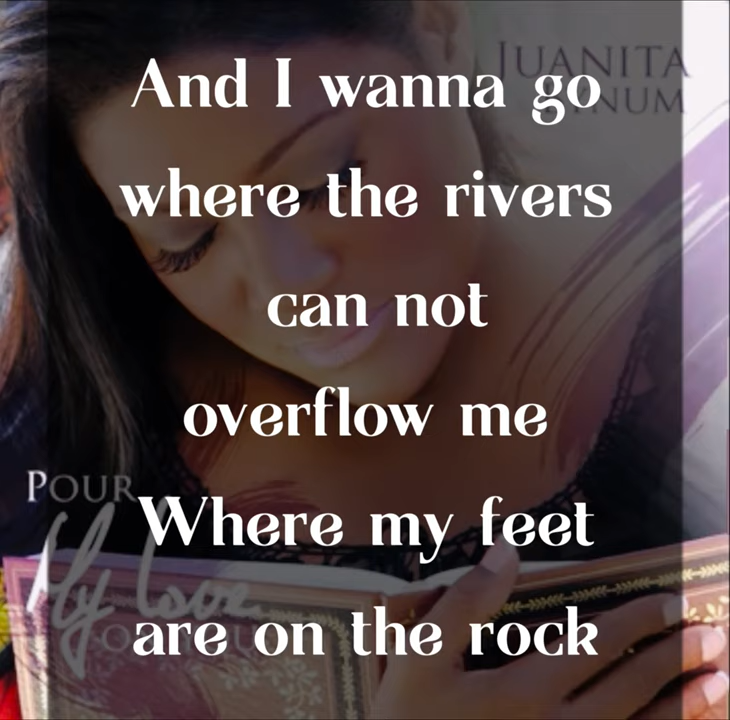 JUANITA
BYNUM
And I wanna go
where the rivers
can not
overflow me
POUR
My Love
Where my feet
are on the rock